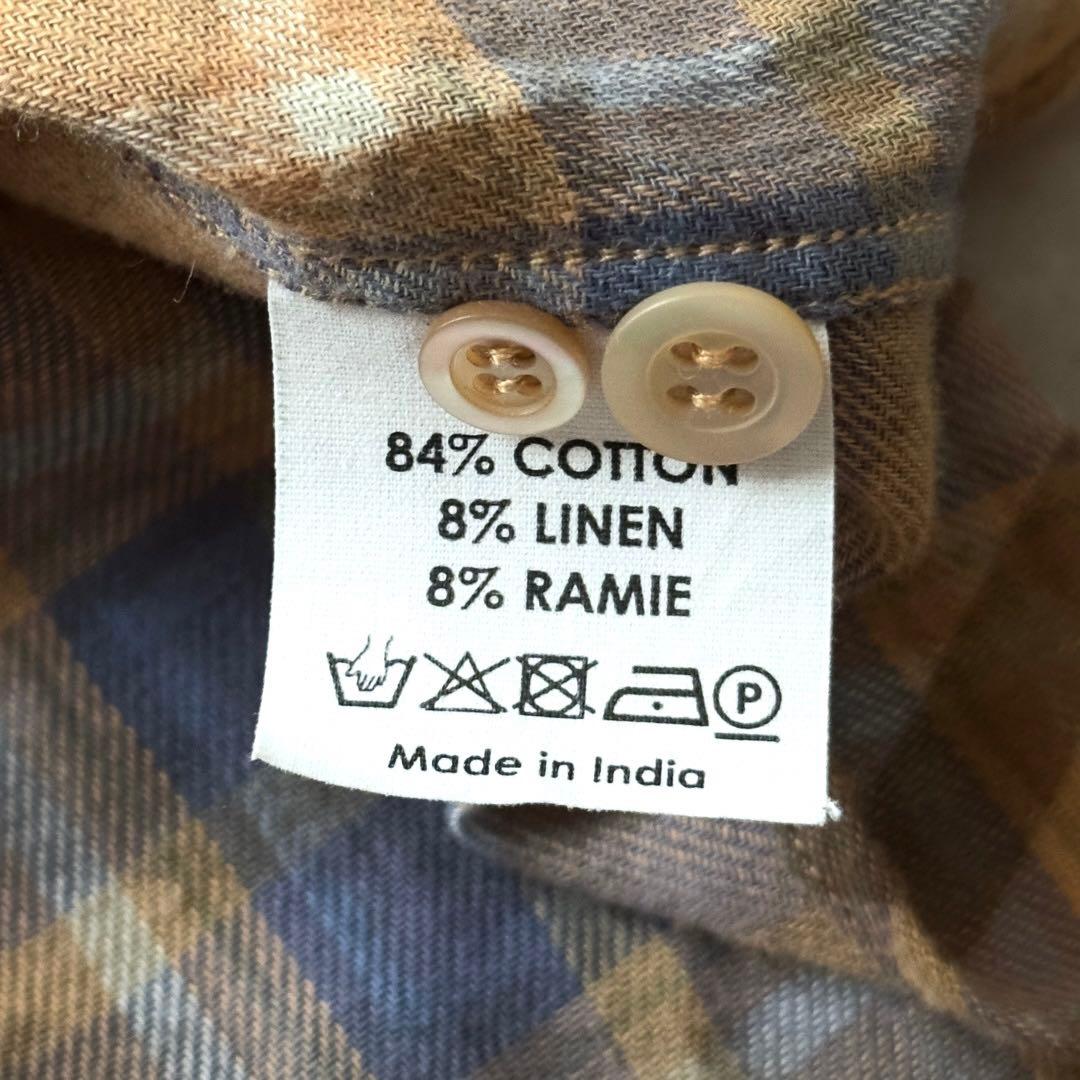 84% COTTON
8% LINEN
8% RAMIE
P
Made in India